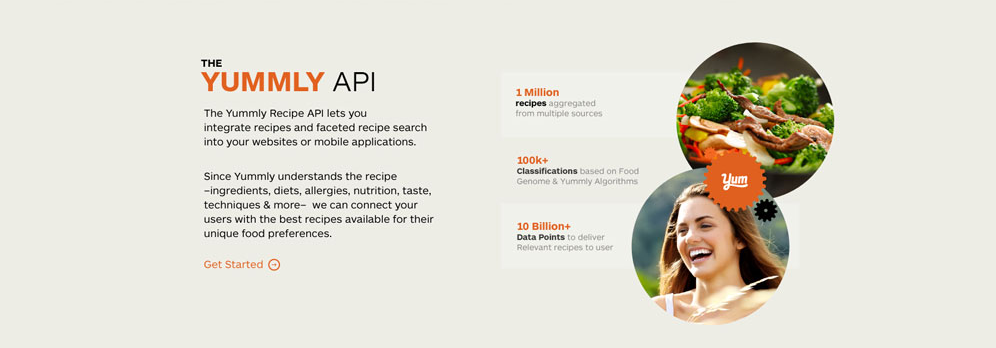 THE
YUMMLY API
The Yummly Recipe API lets you
integrate recipes and faceted recipe search
into your websites or mobile applications.
Since Yummly understands the recipe
–ingredients, diets, allergies, nutrition, taste,
techniques & more– we can connect your
users with the best recipes available for their
unique food preferences.
Get Started
1 Million
recipes aggregated
from multiple sources
100k+
Classifications based on Food
Genome & Yummly Algorithms
10 Billion+
Data Points to deliver
Relevant recipes to user
Yum